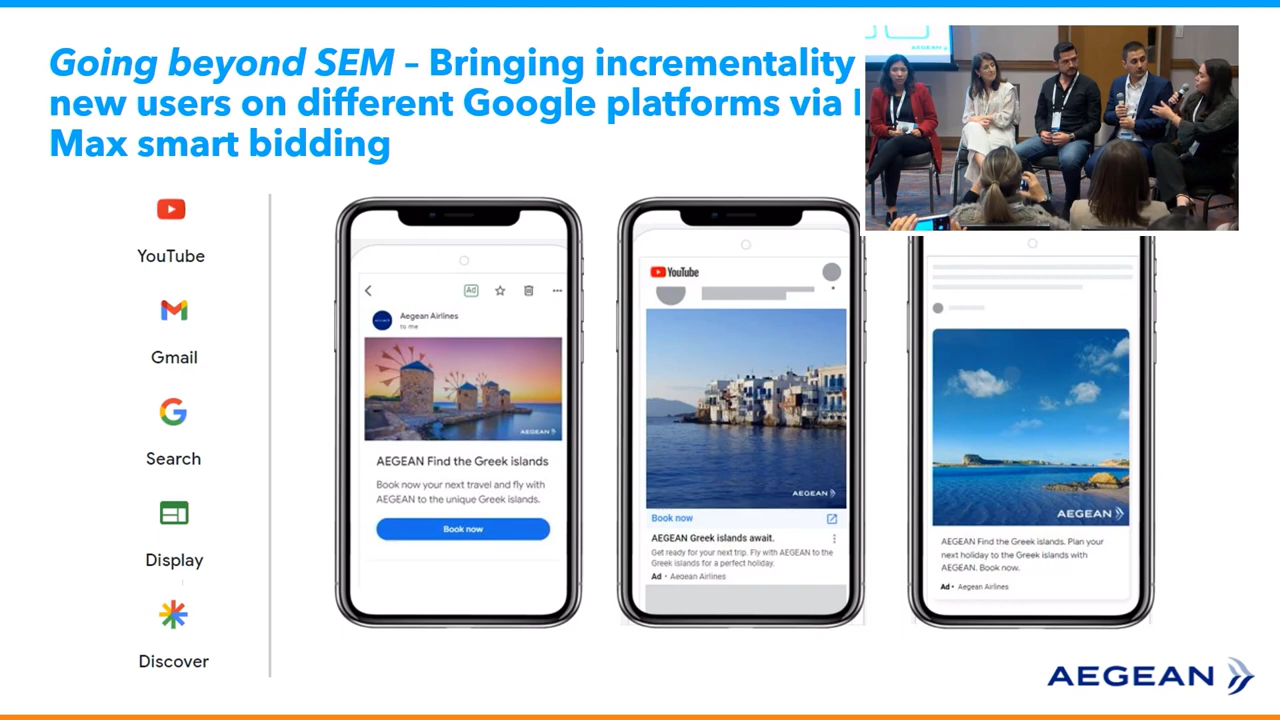 Going beyond SEM – Bringing incrementality
new users on different Google platforms via
Max smart bidding
AEGEAN
YouTube
Gmail
Search
Display
Discover
Ad
Aegean Airlines
to me
AEGEAN
AEGEAN Find the Greek islands
Book now your next travel and fly with
AEGEAN to the unique Greek islands.
Book now
YouTube
AEGEAN
Book now
AEGEAN Greek islands await.
Get ready for your next trip. Fly with AEGEAN to the
Greek islands for a perfect holiday.
Ad • Aegean Airlines
AEGEAN
AEGEAN Find the Greek islands. Plan your
next holiday to the Greek islands with
AEGEAN. Book now.
Ad • Aegean Airlines
AEGEAN